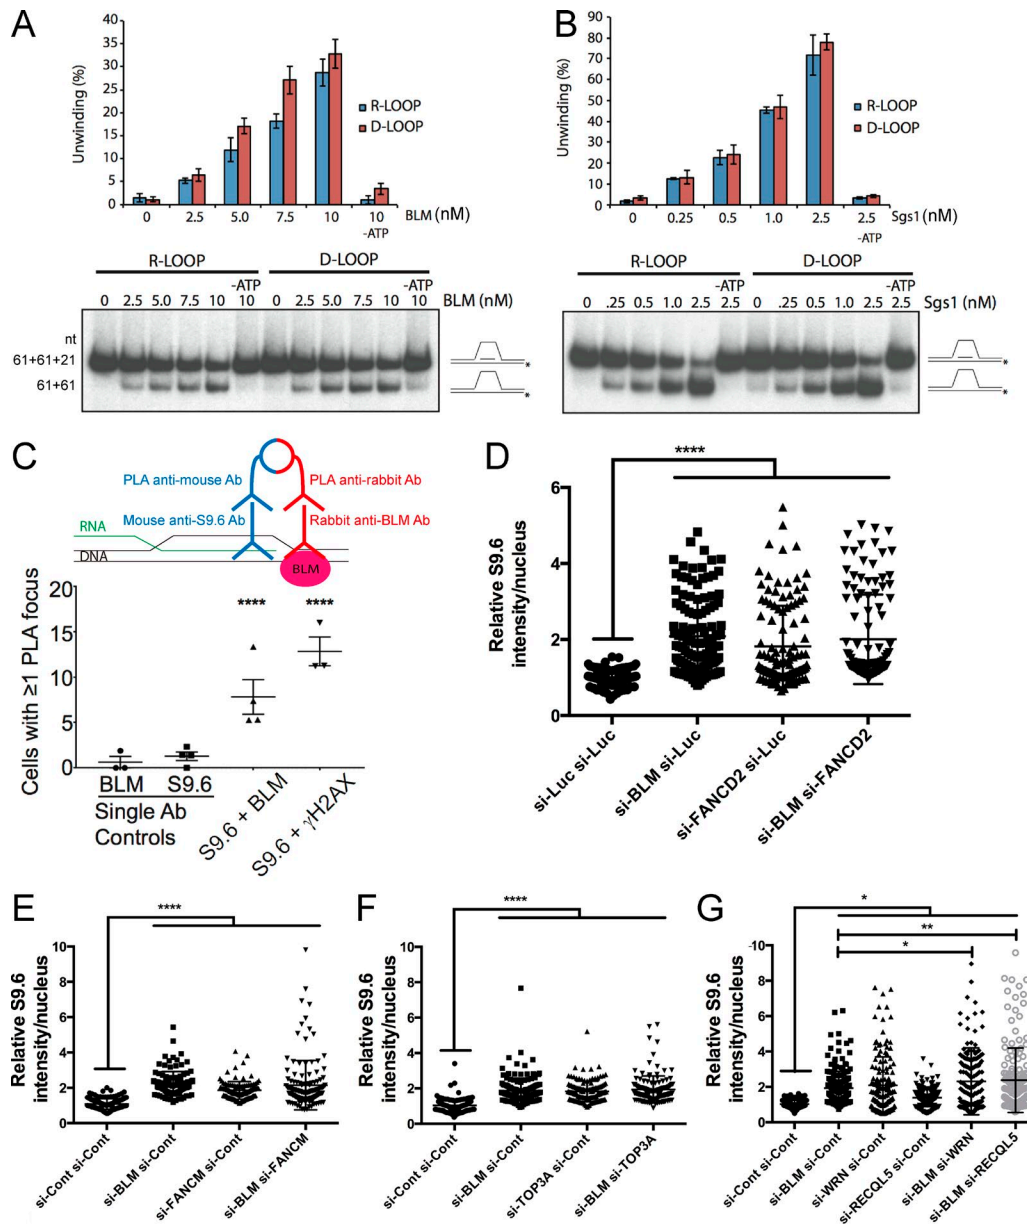 A
40
35
30
25
20
15
10
5
0
Unwinding (%)
R-LOOP
D-LOOP
0 2.5 5.0 7.5 10 10 BLM (nM)
-ATP
R-LOOP D-LOOP
-ATP -ATP
0 2.5 5.0 7.5 10 10 0 2.5 5.0 7.5 10 10 BLM (nM)
nt
61+61+21
61+61
*
*
B
90
80
70
60
50
40
30
20
10
0
Unwinding (%)
R-LOOP
D-LOOP
0 0.25 0.5 1.0 2.5 2.5 Sgs1 (nM)
-ATP
R-LOOP D-LOOP
-ATP -ATP
0 .25 0.5 1.0 2.5 2.5 0 .25 0.5 1.0 2.5 2.5 Sgs1 (nM)
*
*
C
PLA anti-mouse Ab PLA anti-rabbit Ab
Mouse anti-S9.6 Ab Rabbit anti-BLM Ab
RNA
DNA
BLM
20
15
10
5
0
Cells with ≥1 PLA focus
**** ****
BLM S9.6
Single Ab
Controls
S9.6 + BLM
S9.6 + γH2AX
D
****
6
4
2
0
Relative S9.6
intensity/nucleus
si-Luc si-Luc
si-BLM si-Luc
si-FANCD2 si-Luc
si-BLM si-FANCD2
E
****
10
8
6
4
2
0
Relative S9.6
intensity/nucleus
si-Cont si-Cont
si-BLM si-Cont
si-FANCM si-Cont
si-BLM si-FANCM
F
****
10
8
6
4
2
0
Relative S9.6
intensity/nucleus
si-Cont si-Cont
si-BLM si-Cont
si-TOP3A si-Cont
si-BLM si-TOP3A
G
*
**
*
10
8
6
4
2
0
Relative S9.6
intensity/nucleus
si-Cont si-Cont
si-BLM si-Cont
si-WRN si-Cont
si-RECQL5 si-Cont
si-BLM si-WRN
si-BLM si-RECQL5